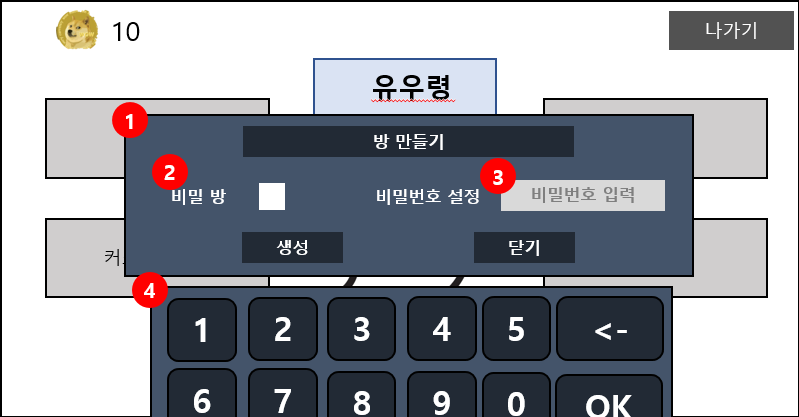 10
나가기
유우령
1
방 만들기
2
3
비밀 방
비밀번호 설정
비밀번호 입력
생성
닫기
커
4
1 2 3 4 5 <-
6 7 8 9 0 OK